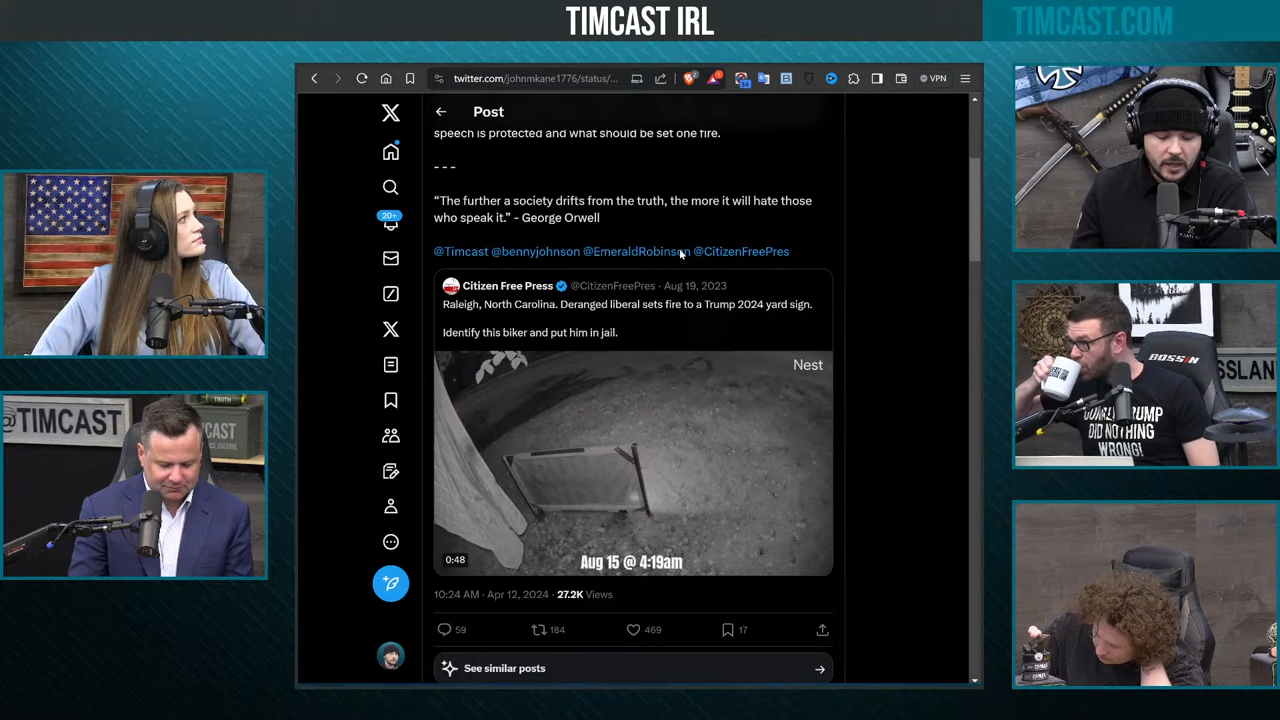 TIMCAST IRL
TIMCAST.COM
twitter.com/johnmkane1776/status/...
VPN
Post
speech is protected and what should be set one fire.
- - -
“The further a society drifts from the truth, the more it will hate those
who speak it.” - George Orwell
@Timcast @bennyjohnson @EmeraldRobinson @CitizenFreePres
20+
Citizen Free Press @CitizenFreePres · Aug 19, 2023
Raleigh, North Carolina. Deranged liberal sets fire to a Trump 2024 yard sign.
Identify this biker and put him in jail.
Nest
0:48
Aug 15 @ 4:19am
10:24 AM · Apr 12, 2024 · 27.2K Views
59
184
469
17
See similar posts
@TIMCAST
TRUTH
BOSSIN
DONALD TRUMP
DID NOTHING
WRONG!